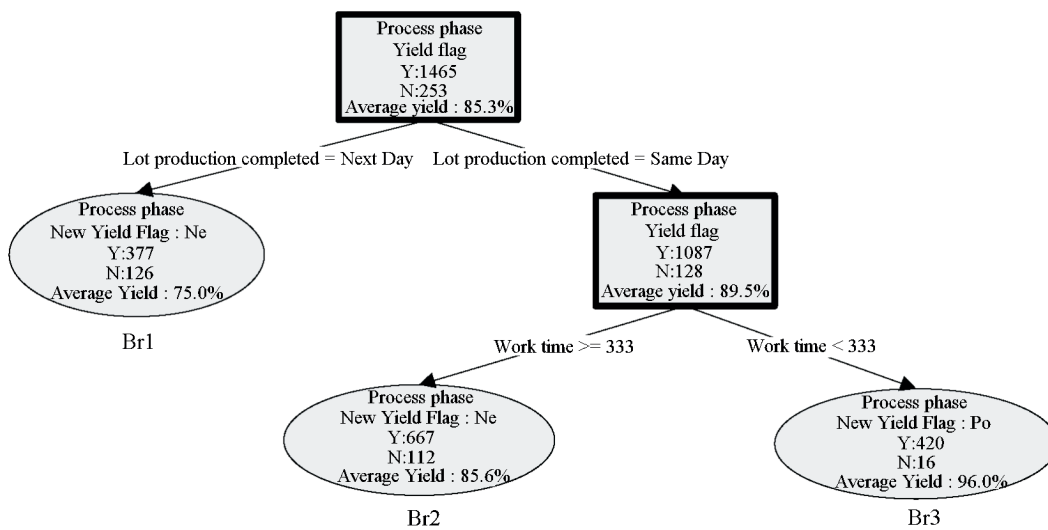 Process phase
Yield flag
Y:1465
N:253
Average yield : 85.3%
Lot production completed = Next Day
Lot production completed = Same Day
Process phase
New Yield Flag : Ne
Y:377
N:126
Average Yield : 75.0%
Br1
Process phase
Yield flag
Y:1087
N:128
Average yield : 89.5%
Work time >= 333
Work time < 333
Process phase
New Yield Flag : Ne
Y:667
N:112
Average Yield : 85.6%
Br2
Process phase
New Yield Flag : Po
Y:420
N:16
Average Yield : 96.0%
Br3